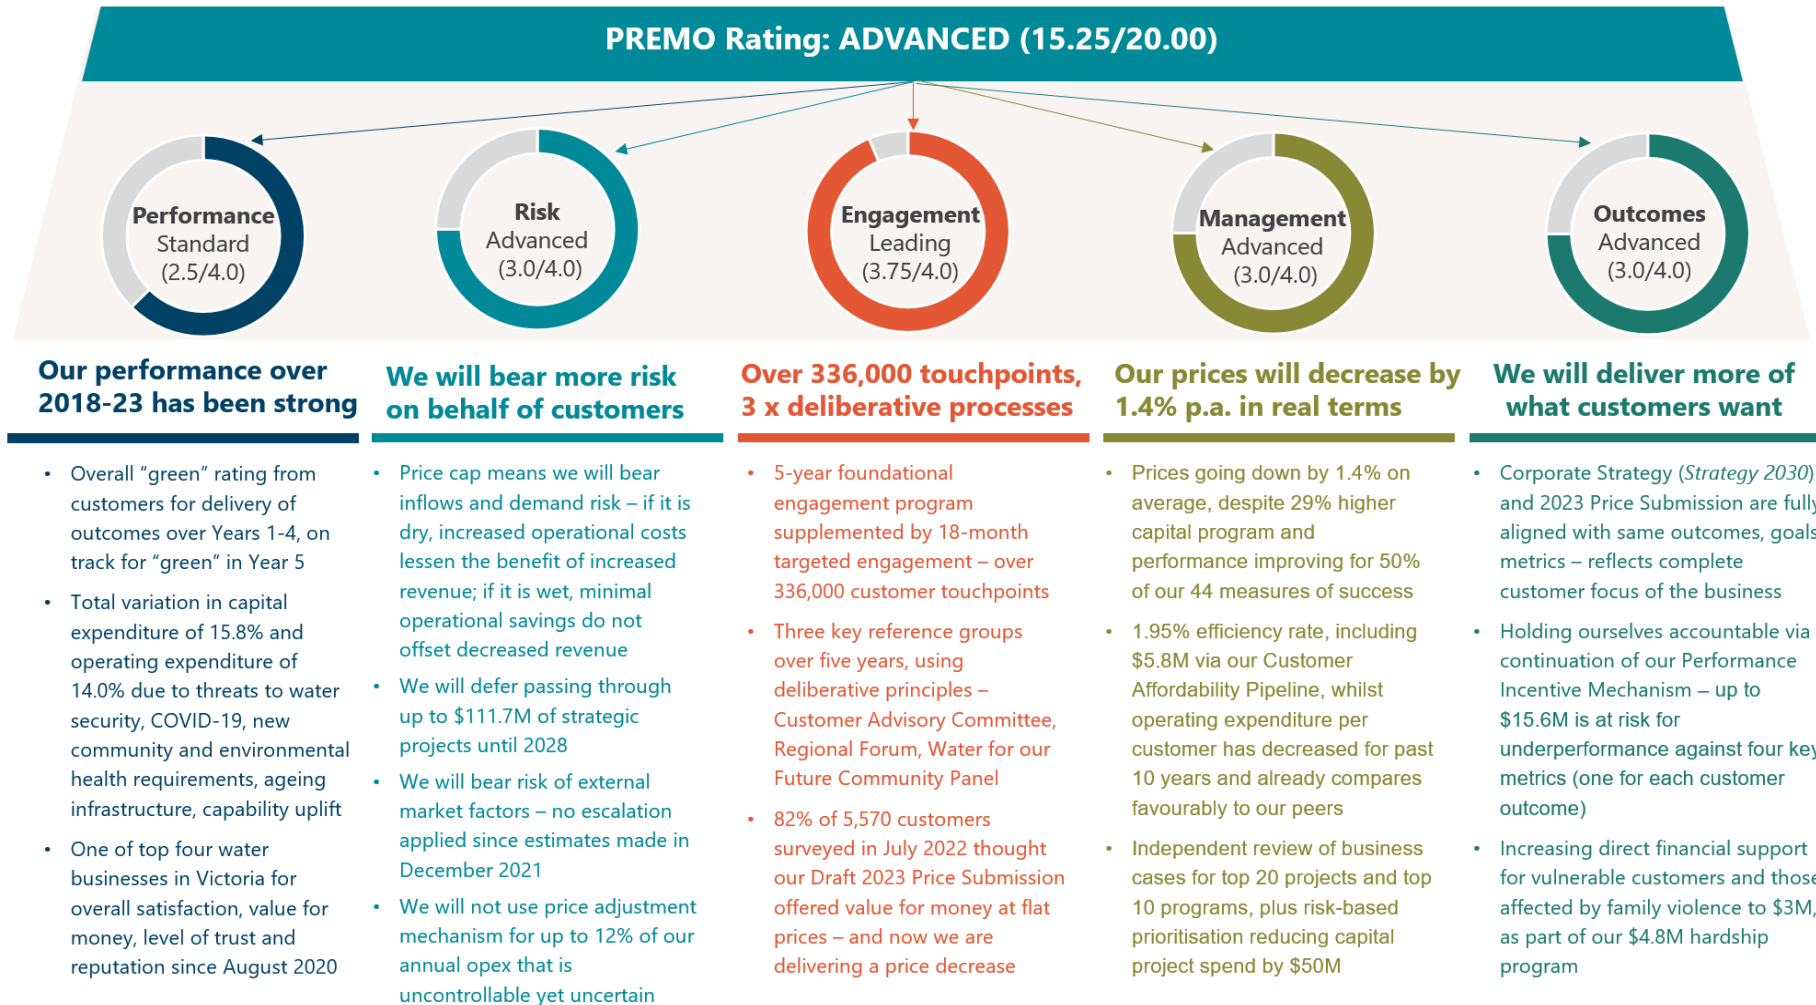 PREMO Rating: ADVANCED (15.25/20.00)
Performance
Standard
(2.5/4.0)
Risk
Advanced
(3.0/4.0)
Engagement
Leading
(3.75/4.0)
Management
Advanced
(3.0/4.0)
Outcomes
Advanced
(3.0/4.0)
Our performance over
2018-23 has been strong
• Overall “green” rating from
customers for delivery of
outcomes over Years 1-4, on
track for “green” in Year 5
• Total variation in capital
expenditure of 15.8% and
operating expenditure of
14.0% due to threats to water
security, COVID-19, new
community and environmental
health requirements, ageing
infrastructure, capability uplift
• One of top four water
businesses in Victoria for
overall satisfaction, value for
money, level of trust and
reputation since August 2020
We will bear more risk
on behalf of customers
• Price cap means we will bear
inflows and demand risk – if it is
dry, increased operational costs
lessen the benefit of increased
revenue; if it is wet, minimal
operational savings do not
offset decreased revenue
• We will defer passing through
up to $111.7M of strategic
projects until 2028
• We will bear risk of external
market factors – no escalation
applied since estimates made in
December 2021
• We will not use price adjustment
mechanism for up to 12% of our
annual opex that is
uncontrollable yet uncertain
Over 336,000 touchpoints,
3 x deliberative processes
• 5-year foundational
engagement program
supplemented by 18-month
targeted engagement – over
336,000 customer touchpoints
• Three key reference groups
over five years, using
deliberative principles –
Customer Advisory Committee,
Regional Forum, Water for our
Future Community Panel
• 82% of 5,570 customers
surveyed in July 2022 thought
our Draft 2023 Price Submission
offered value for money at flat
prices – and now we are
delivering a price decrease
Our prices will decrease by
1.4% p.a. in real terms
• Prices going down by 1.4% on
average, despite 29% higher
capital program and
performance improving for 50%
of our 44 measures of success
• 1.95% efficiency rate, including
$5.8M via our Customer
Affordability Pipeline, whilst
operating expenditure per
customer has decreased for past
10 years and already compares
favourably to our peers
• Independent review of business
cases for top 20 projects and top
10 programs, plus risk-based
prioritisation reducing capital
project spend by $50M
We will deliver more of
what customers want
• Corporate Strategy (Strategy 2030)
and 2023 Price Submission are fully
aligned with same outcomes, goals
metrics – reflects complete
customer focus of the business
• Holding ourselves accountable via
continuation of our Performance
Incentive Mechanism – up to
$15.6M is at risk for
underperformance against four key
metrics (one for each customer
outcome)
• Increasing direct financial support
for vulnerable customers and those
affected by family violence to $3M,
as part of our $4.8M hardship
program